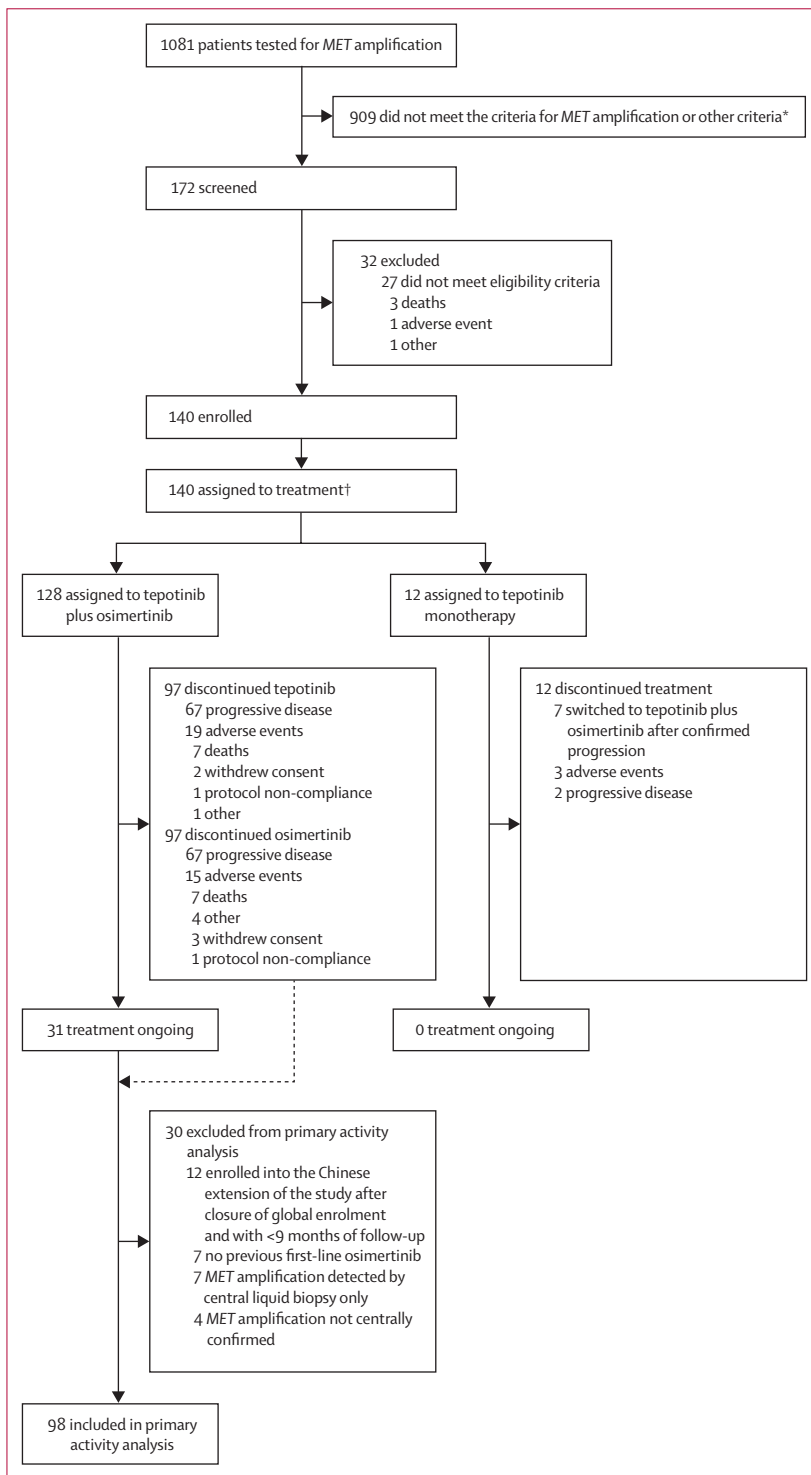 1081 patients tested for MET amplification
909 did not meet the criteria for MET amplification or other criteria*
172 screened
32 excluded
27 did not meet eligibility criteria
3 deaths
1 adverse event
1 other
140 enrolled
140 assigned to treatment†
128 assigned to tepotinib
plus osimertinib
12 assigned to tepotinib
monotherapy
97 discontinued tepotinib
67 progressive disease
19 adverse events
7 deaths
2 withdrew consent
1 protocol non-compliance
1 other
97 discontinued osimertinib
67 progressive disease
15 adverse events
7 deaths
4 other
3 withdrew consent
1 protocol non-compliance
12 discontinued treatment
7 switched to tepotinib plus
osimertinib after confirmed
progression
3 adverse events
2 progressive disease
31 treatment ongoing
0 treatment ongoing
30 excluded from primary activity
analysis
12 enrolled into the Chinese
extension of the study after
closure of global enrolment
and with <9 months of follow-up
7 no previous first-line osimertinib
7 MET amplification detected by
central liquid biopsy only
4 MET amplification not centrally
confirmed
98 included in primary
activity analysis